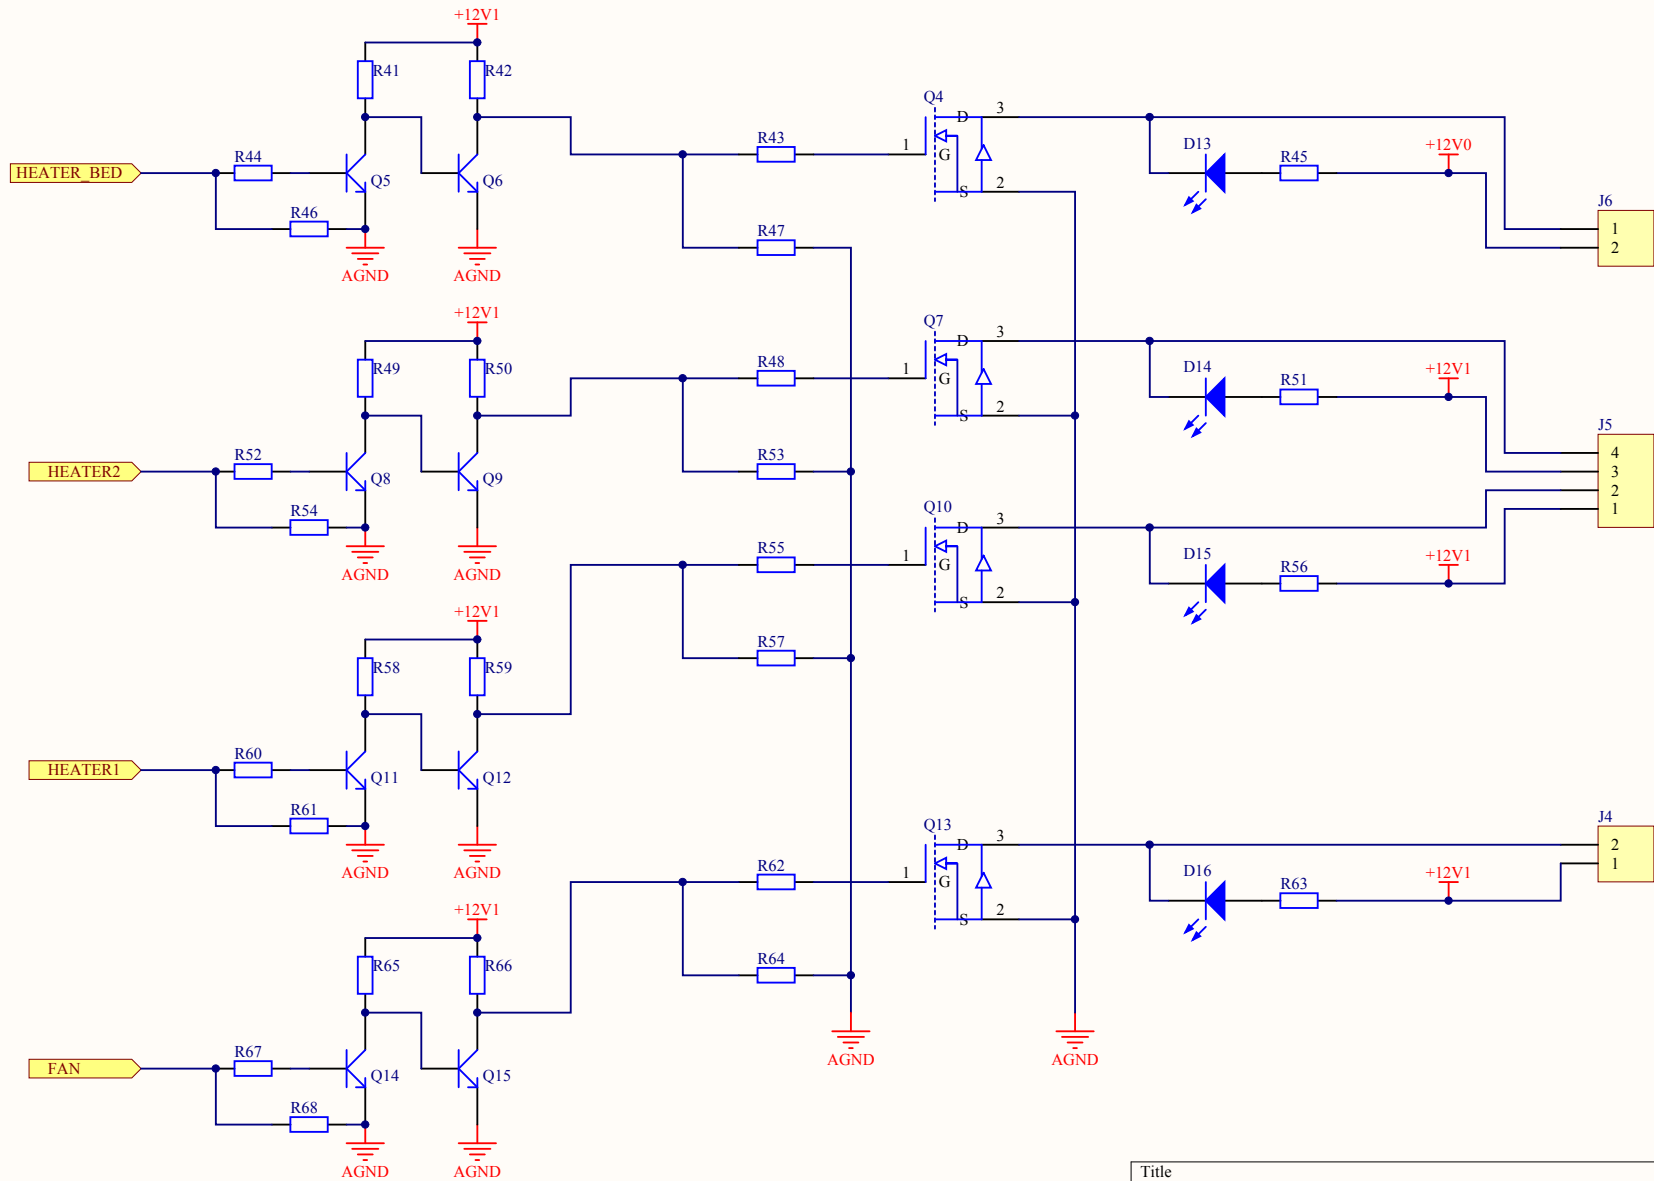 +12V1
R41
R42
Q4
D
3
1
G
S
2
R43
D13
R45
+12V0
HEATER_BED
R44
Q5
Q6
R46
AGND
AGND
R47
J6
1
2
+12V1
R49
R50
Q7
D
3
1
G
S
2
R48
D14
R51
+12V1
HEATER2
R52
Q8
Q9
R54
AGND
AGND
R53
J5
4
3
2
1
Q10
D
3
1
G
S
2
R55
D15
R56
+12V1
R57
+12V1
R58
R59
HEATER1
R60
Q11
Q12
R61
AGND
AGND
Q13
D
3
1
G
S
2
R62
D16
R63
+12V1
J4
2
1
R64
+12V1
R65
R66
AGND
AGND
FAN
R67
Q14
Q15
R68
AGND
AGND
Title